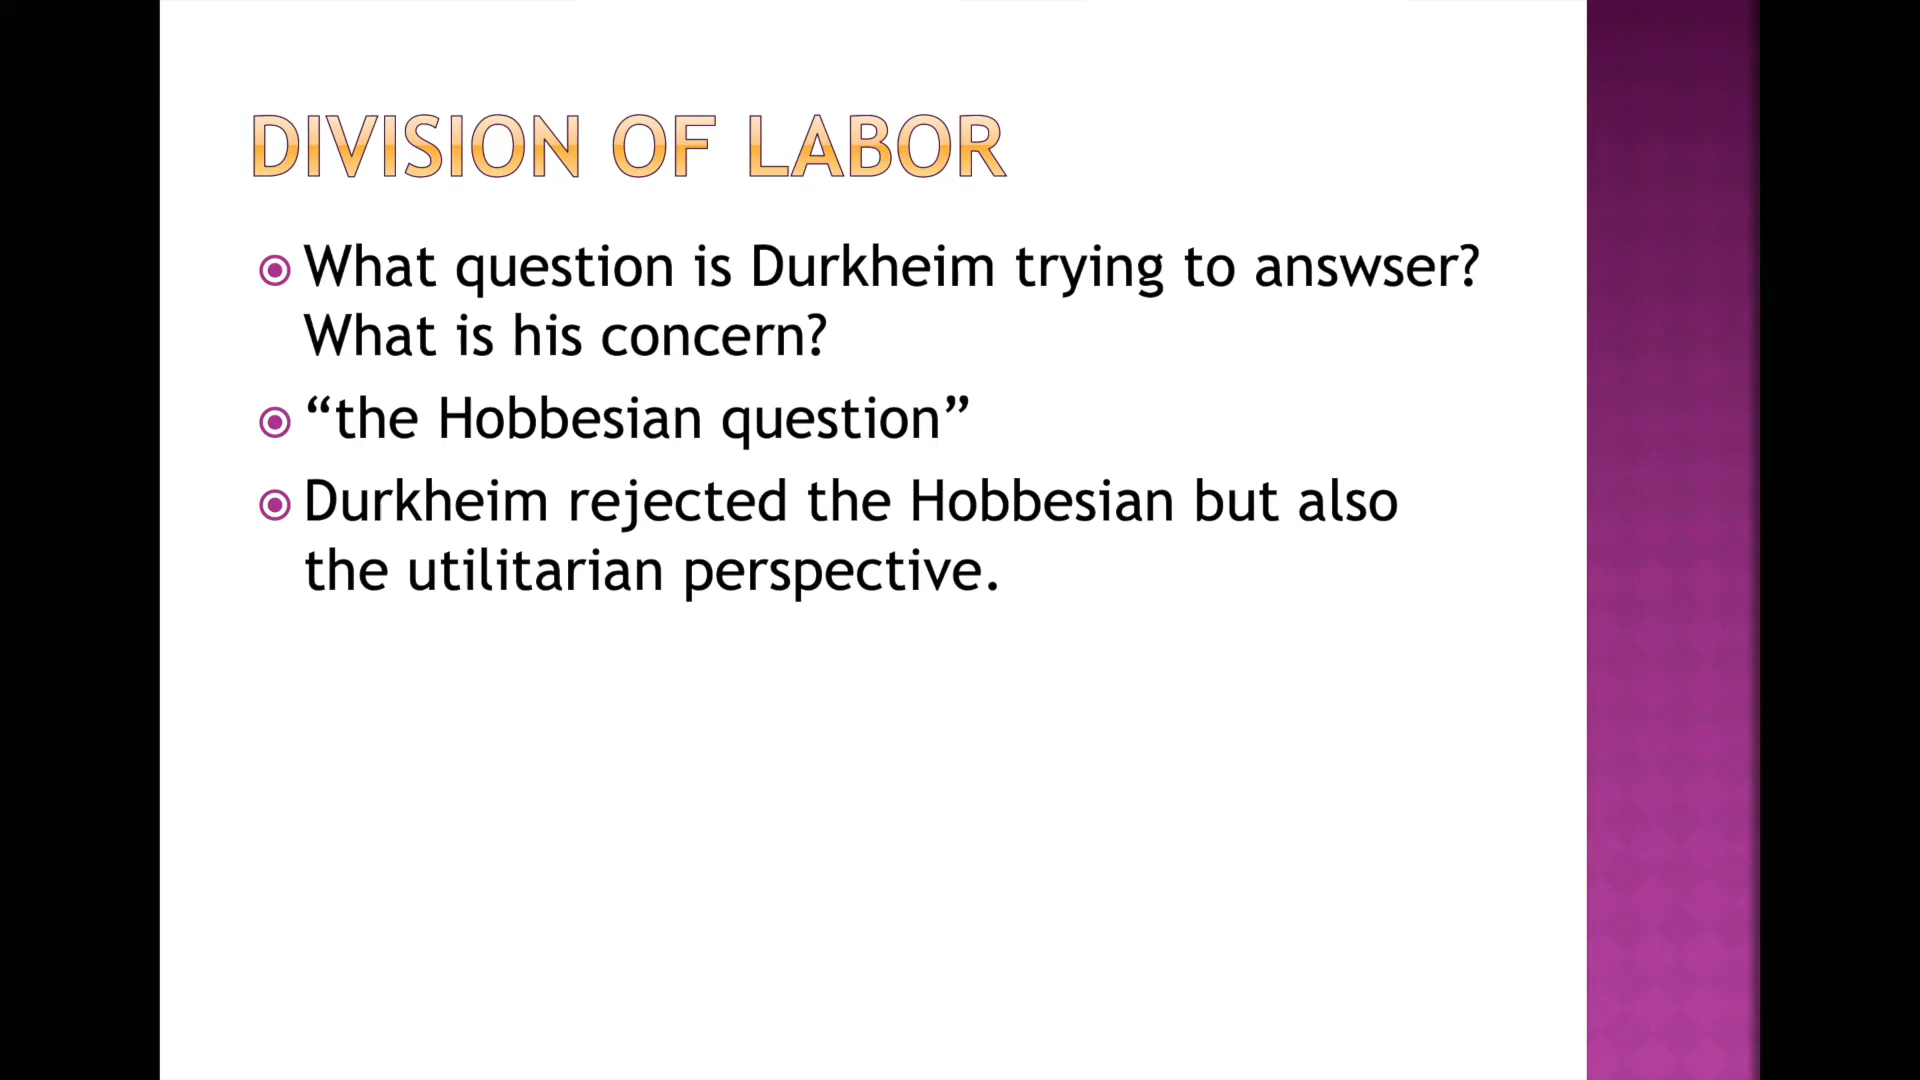 DIVISION OF LABOR
What question is Durkheim trying to answser?
What is his concern?
“the Hobbesian question”
Durkheim rejected the Hobbesian but also
the utilitarian perspective.